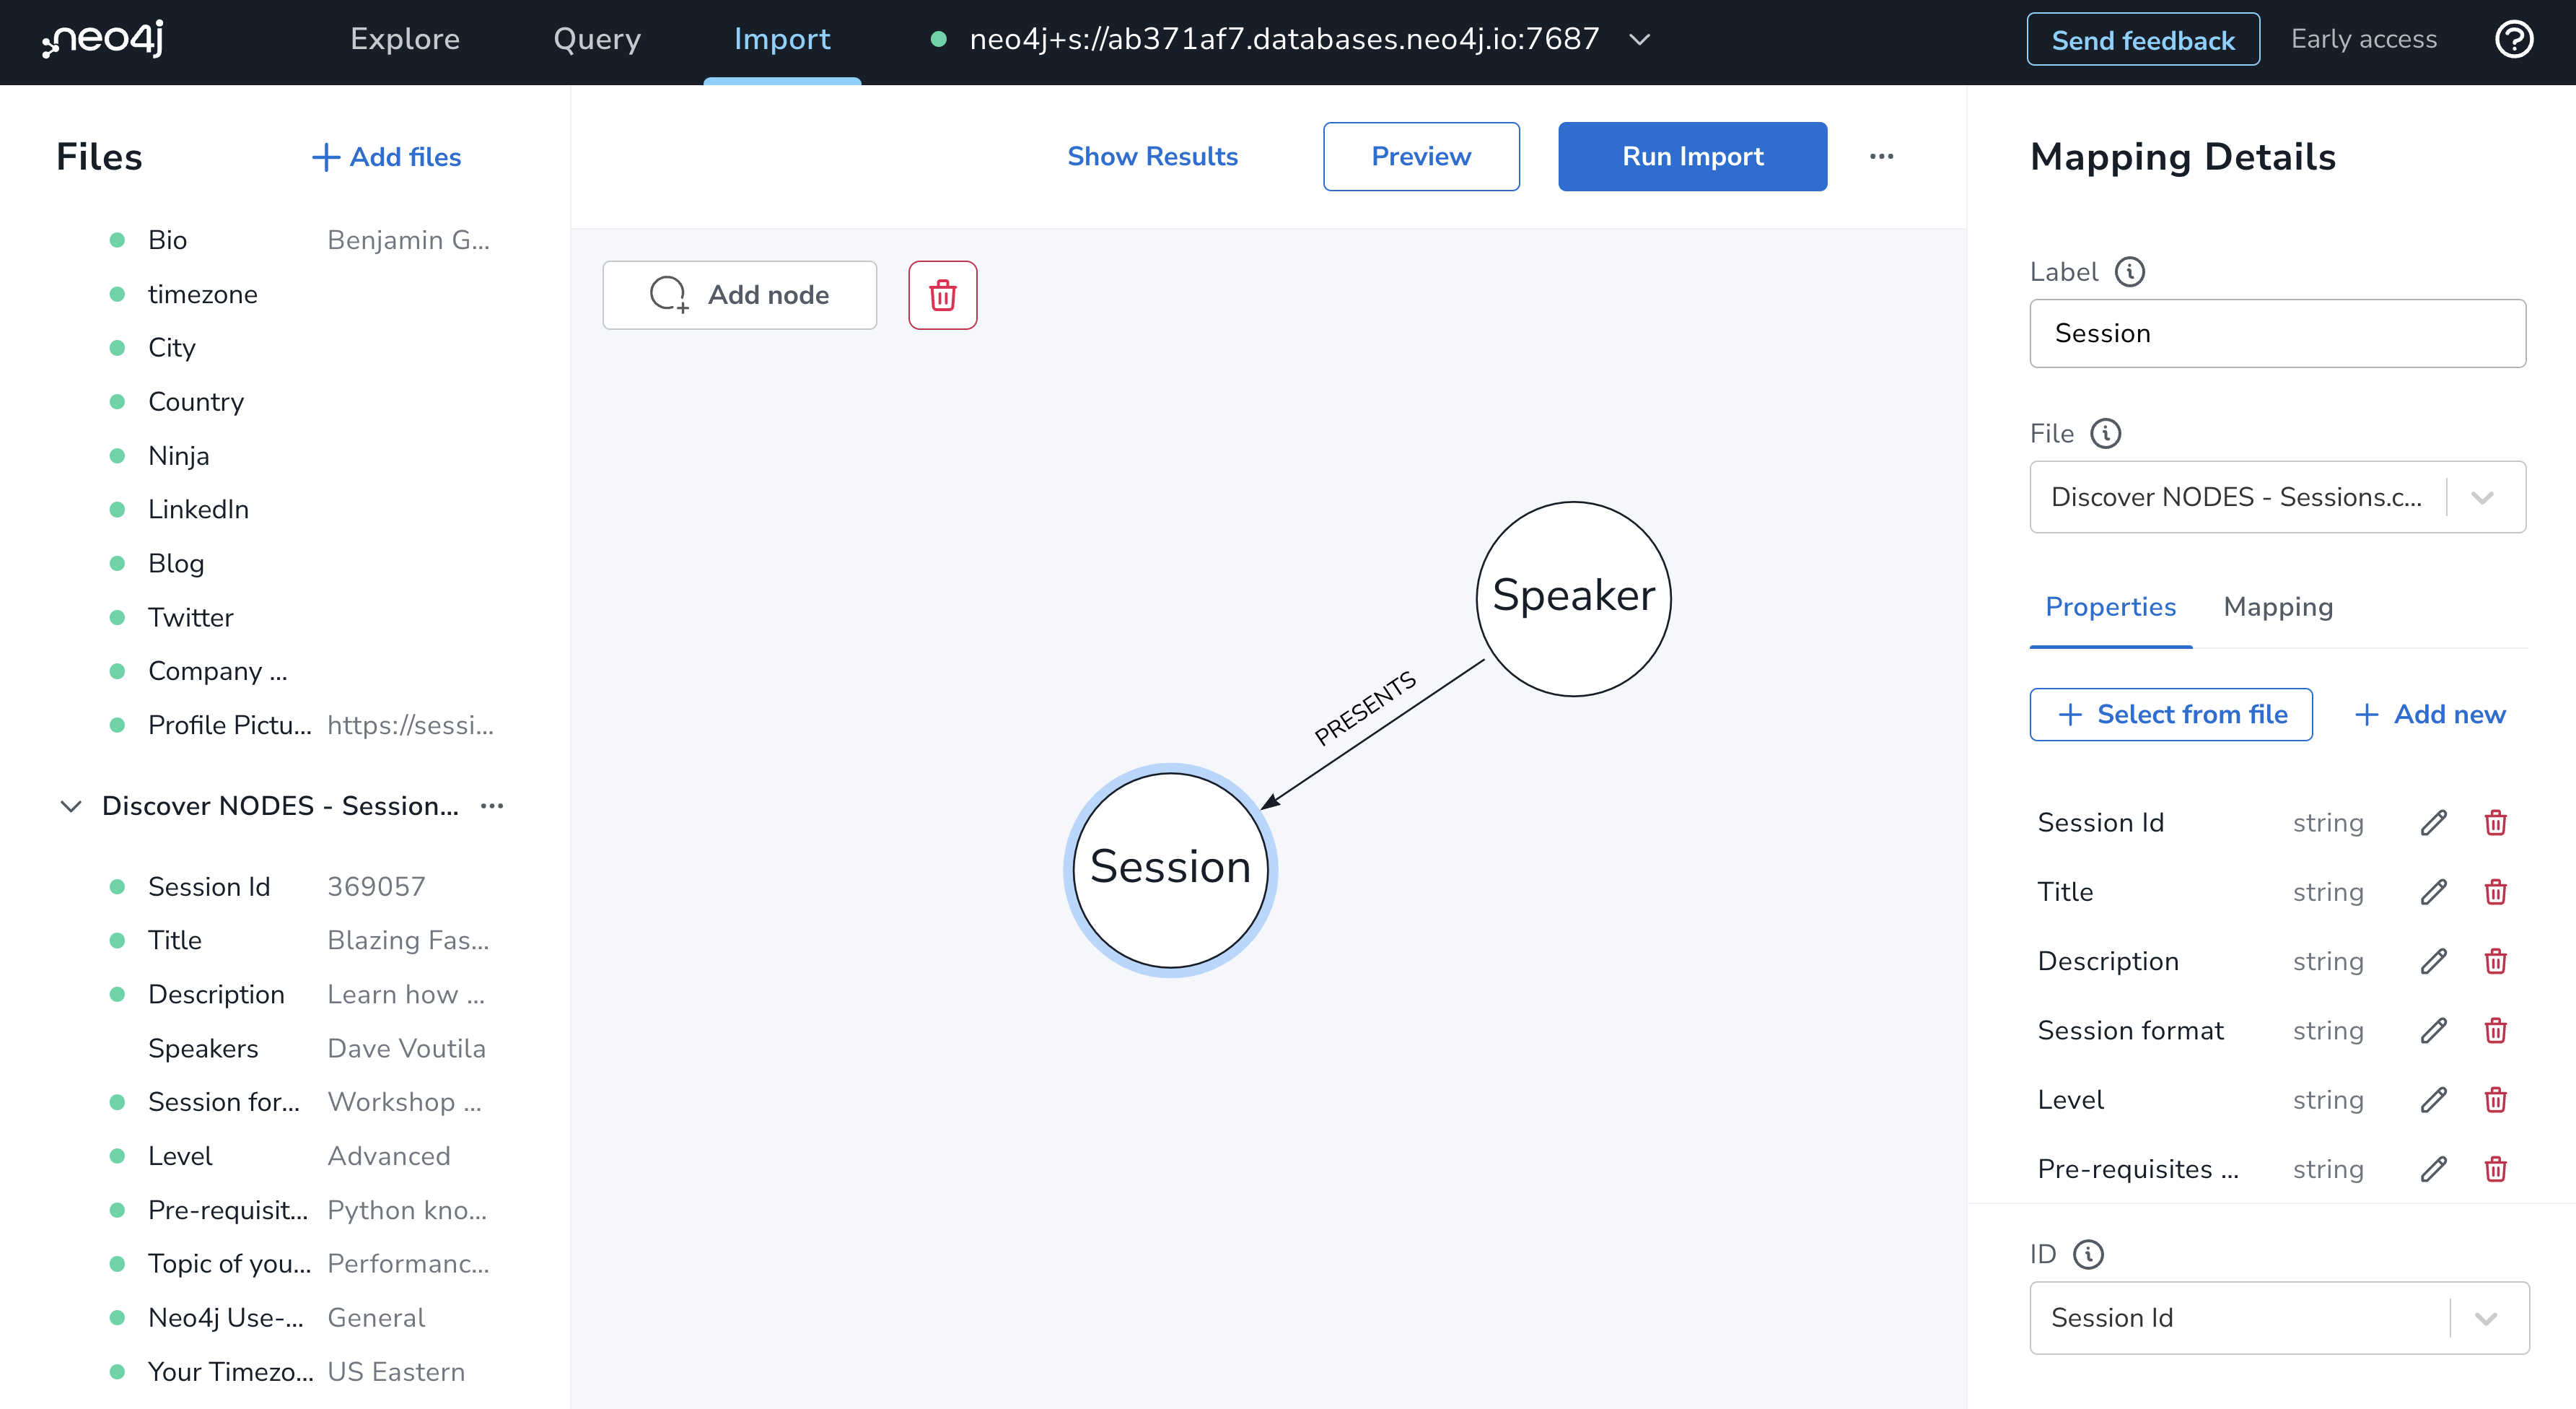 neo4j Explore Query Import neo4j+s://ab371af7.databases.neo4j.io:7687 Send feedback Early access
Files Add files
Bio Benjamin G...
timezone
City
Country
Ninja
LinkedIn
Blog
Twitter
Company ...
Profile Pictu... https://sessi...
Discover NODES - Session... ...
Session Id 369057
Title Blazing Fas...
Description Learn how ...
Speakers Dave Voutila
Session for... Workshop ...
Level Advanced
Pre-requisit... Python kno...
Topic of you... Performanc...
Neo4j Use-... General
Your Timezo... US Eastern
Show Results Preview Run Import ...
Add node
Speaker
PRESENTS
Session
Mapping Details
Label
Session
File
Discover NODES - Sessions.c...
Properties Mapping
Select from file Add new
Session Id string
Title string
Description string
Session format string
Level string
Pre-requisites ... string
ID
Session Id